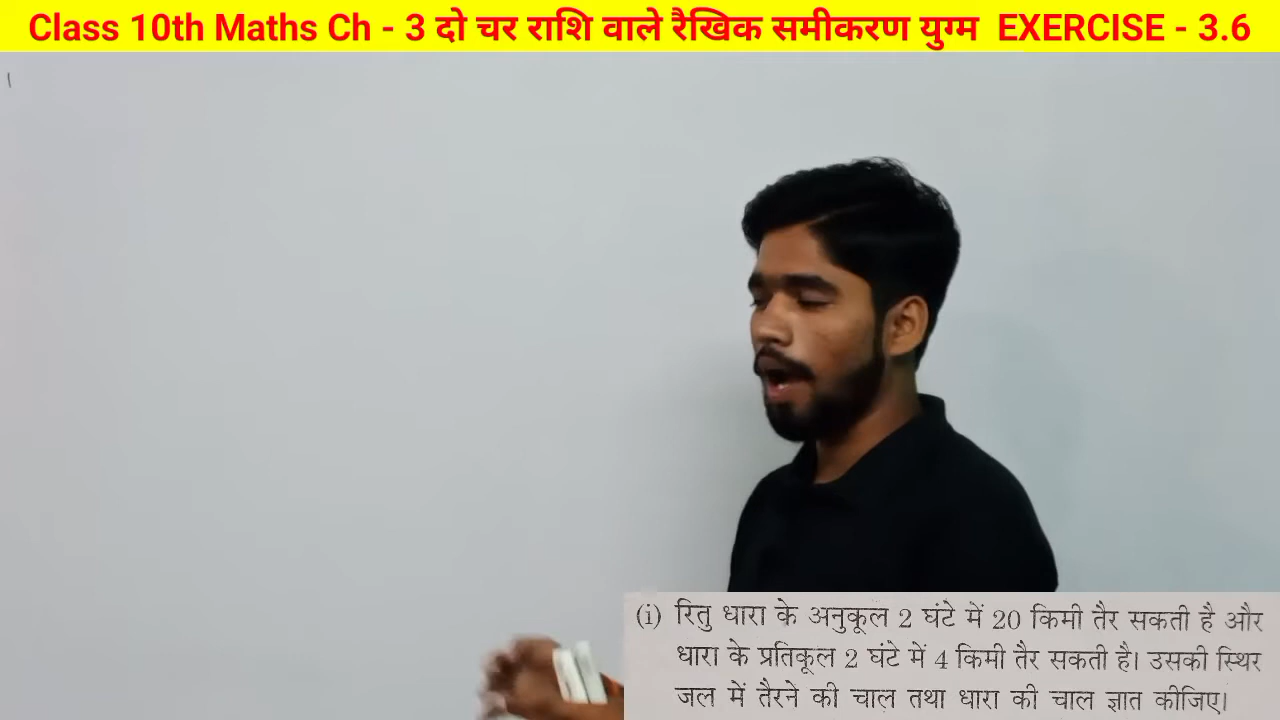 Class 10th Maths Ch - 3 दो चर राशि वाले रैखिक समीकरण युग्म EXERCISE - 3.6
(i) रितु धारा के अनुकूल 2 घंटे में 20 किमी तैर सकती है और
धारा के प्रतिकूल 2 घंटे में 4 किमी तैर सकती है। उसकी स्थिर
जल में तैरने की चाल तथा धारा की चाल ज्ञात कीजिए।